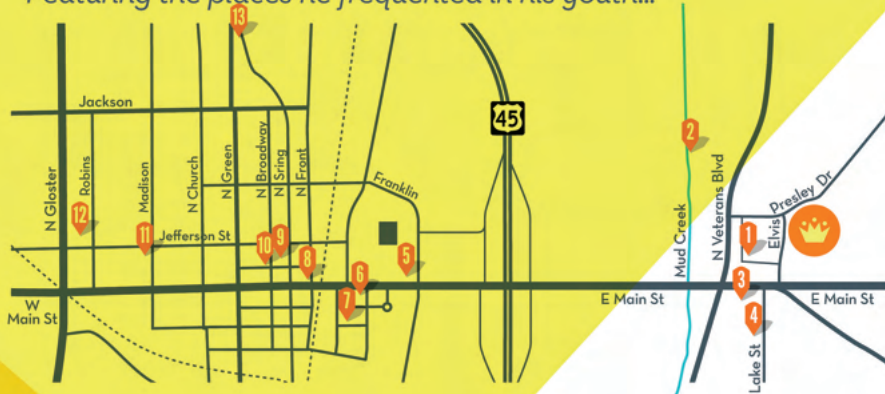 Featuring the places he frequented in his youth...
13
Jackson
45
2
N Gloster
Robins
Madison
N Church
N Green
N Broadway
N Sring
N Front
Franklin
Mud Creek
N Veterans Blvd
Elvis
Presley Dr
12
11
Jefferson St
10
9
8
7
6
5
1
3
4
W
Main St
E Main St
E Main St
Lake St